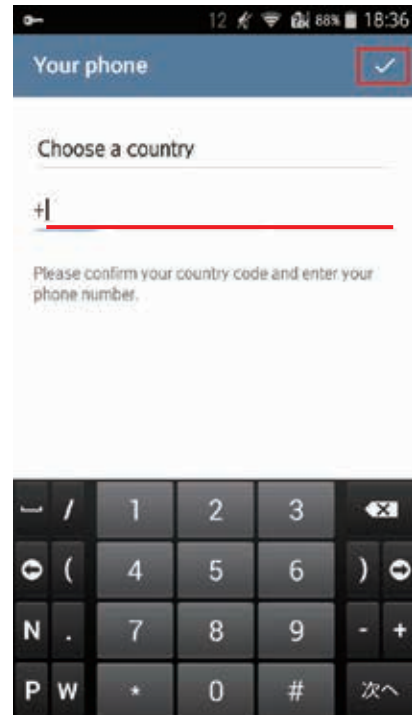 12 88% 18:36
Your phone
Choose a country
+
Please confirm your country code and enter your
phone number.
/ 1 2 3
( 4 5 6 )
N . 7 8 9 - +
P W * 0 # 次へ